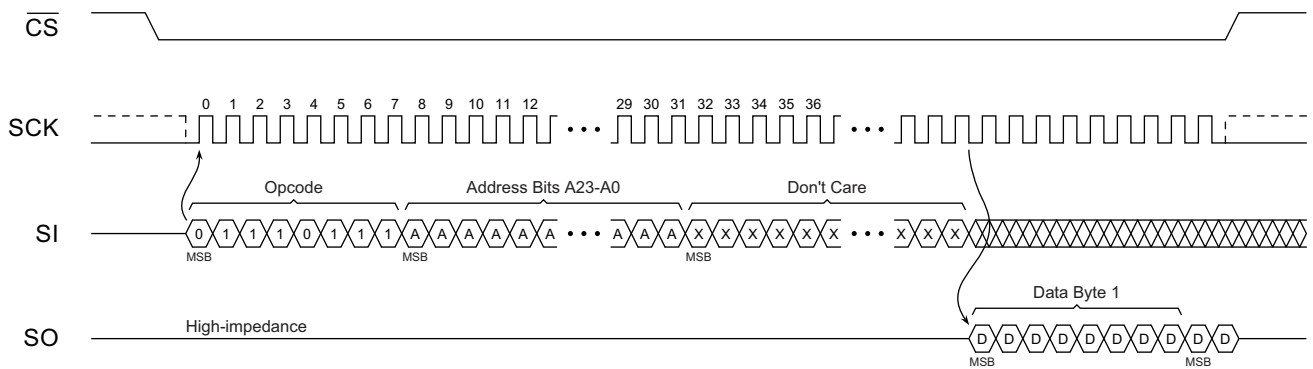 CS
0 1 2 3 4 5 6 7 8 9 10 11 12 29 30 31 32 33 34 35 36
SCK
Opcode Address Bits A23-A0 Don't Care
SI 0 1 1 1 0 1 1 1 A A A A A A A A A X X X X X X X X X
MSB MSB MSB
Data Byte 1
High-impedance
SO D D D D D D D D D D
MSB MSB